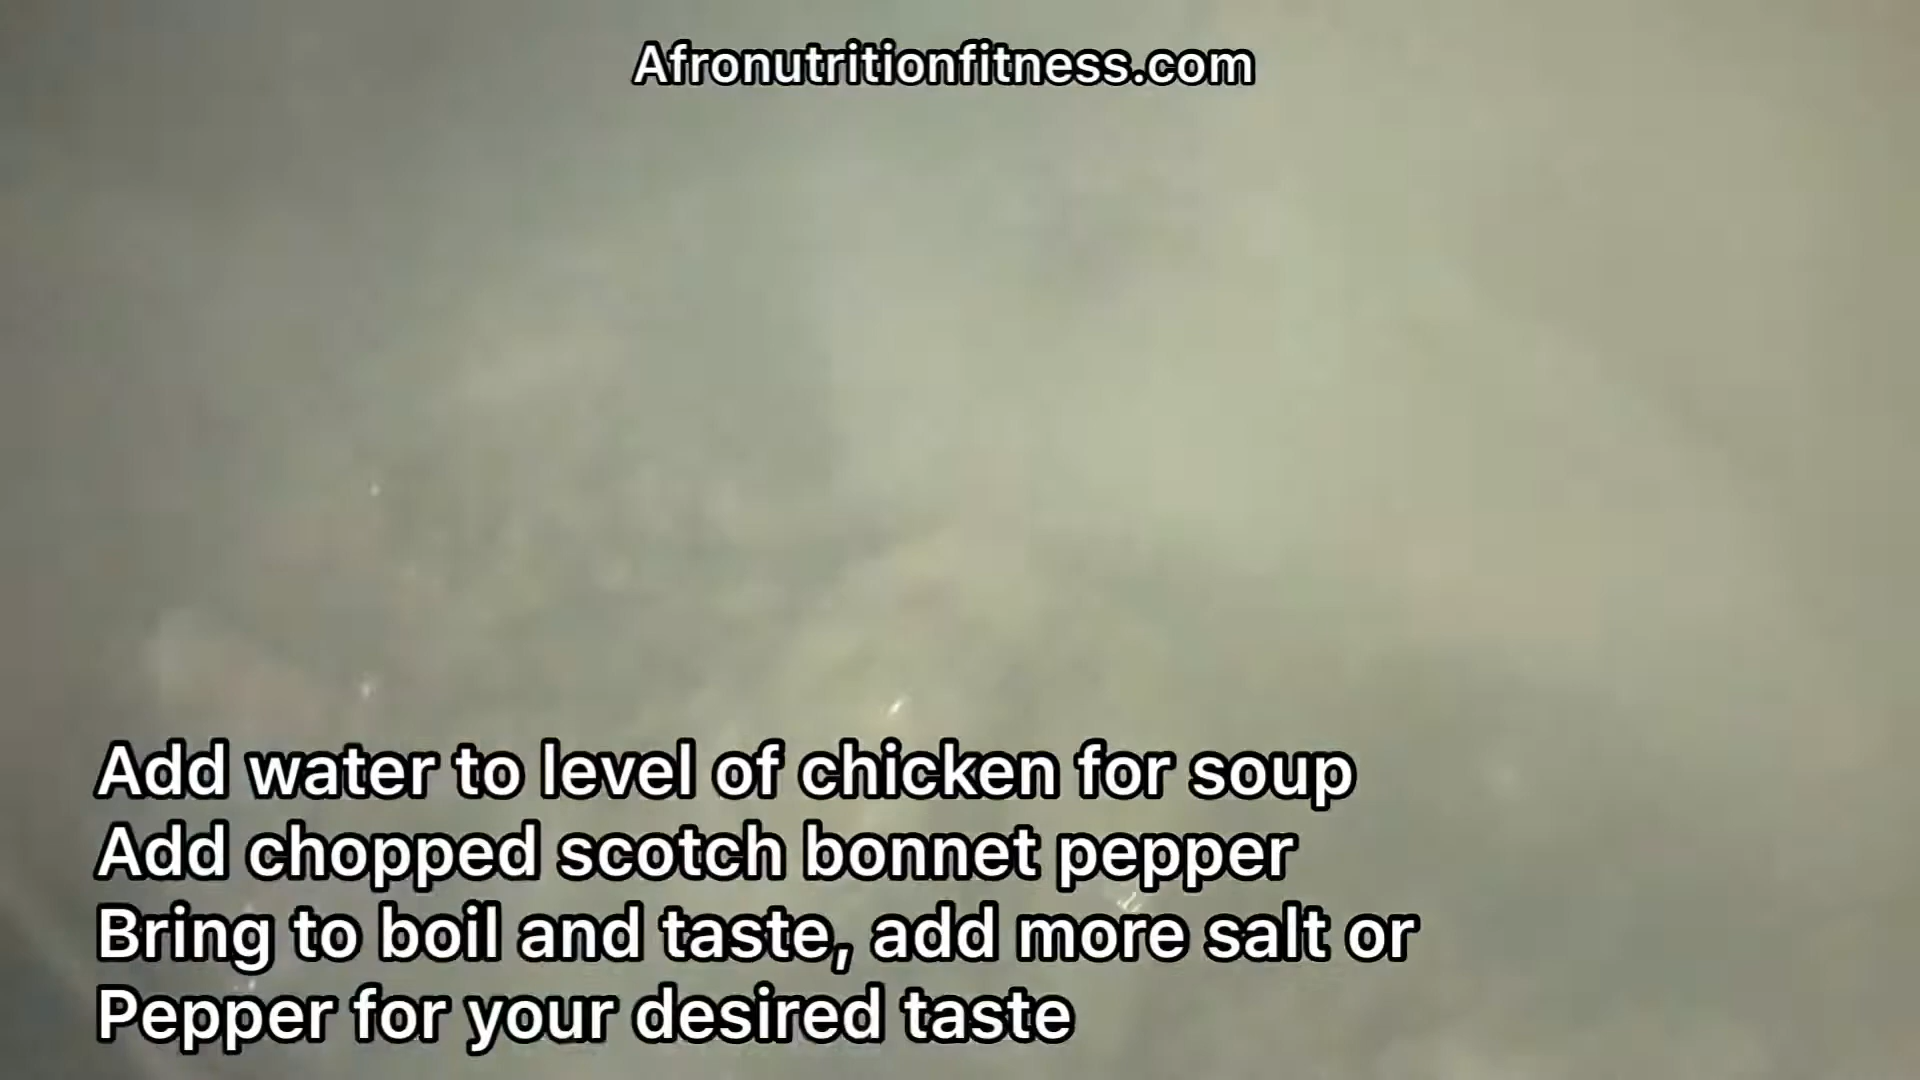 Afronutritionfitness.com
Add water to level of chicken for soup
Add chopped scotch bonnet pepper
Bring to boil and taste, add more salt or
Pepper for your desired taste